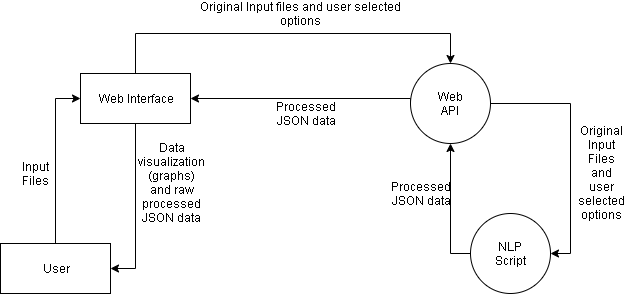 Original Input files and user selected
options
Web Interface
Web
API
Processed
JSON data
Original
Input
Files
and
user
selected
options
Data
visualization
(graphs)
and raw
processed
JSON data
Input
Files
Processed
JSON data
NLP
Script
User